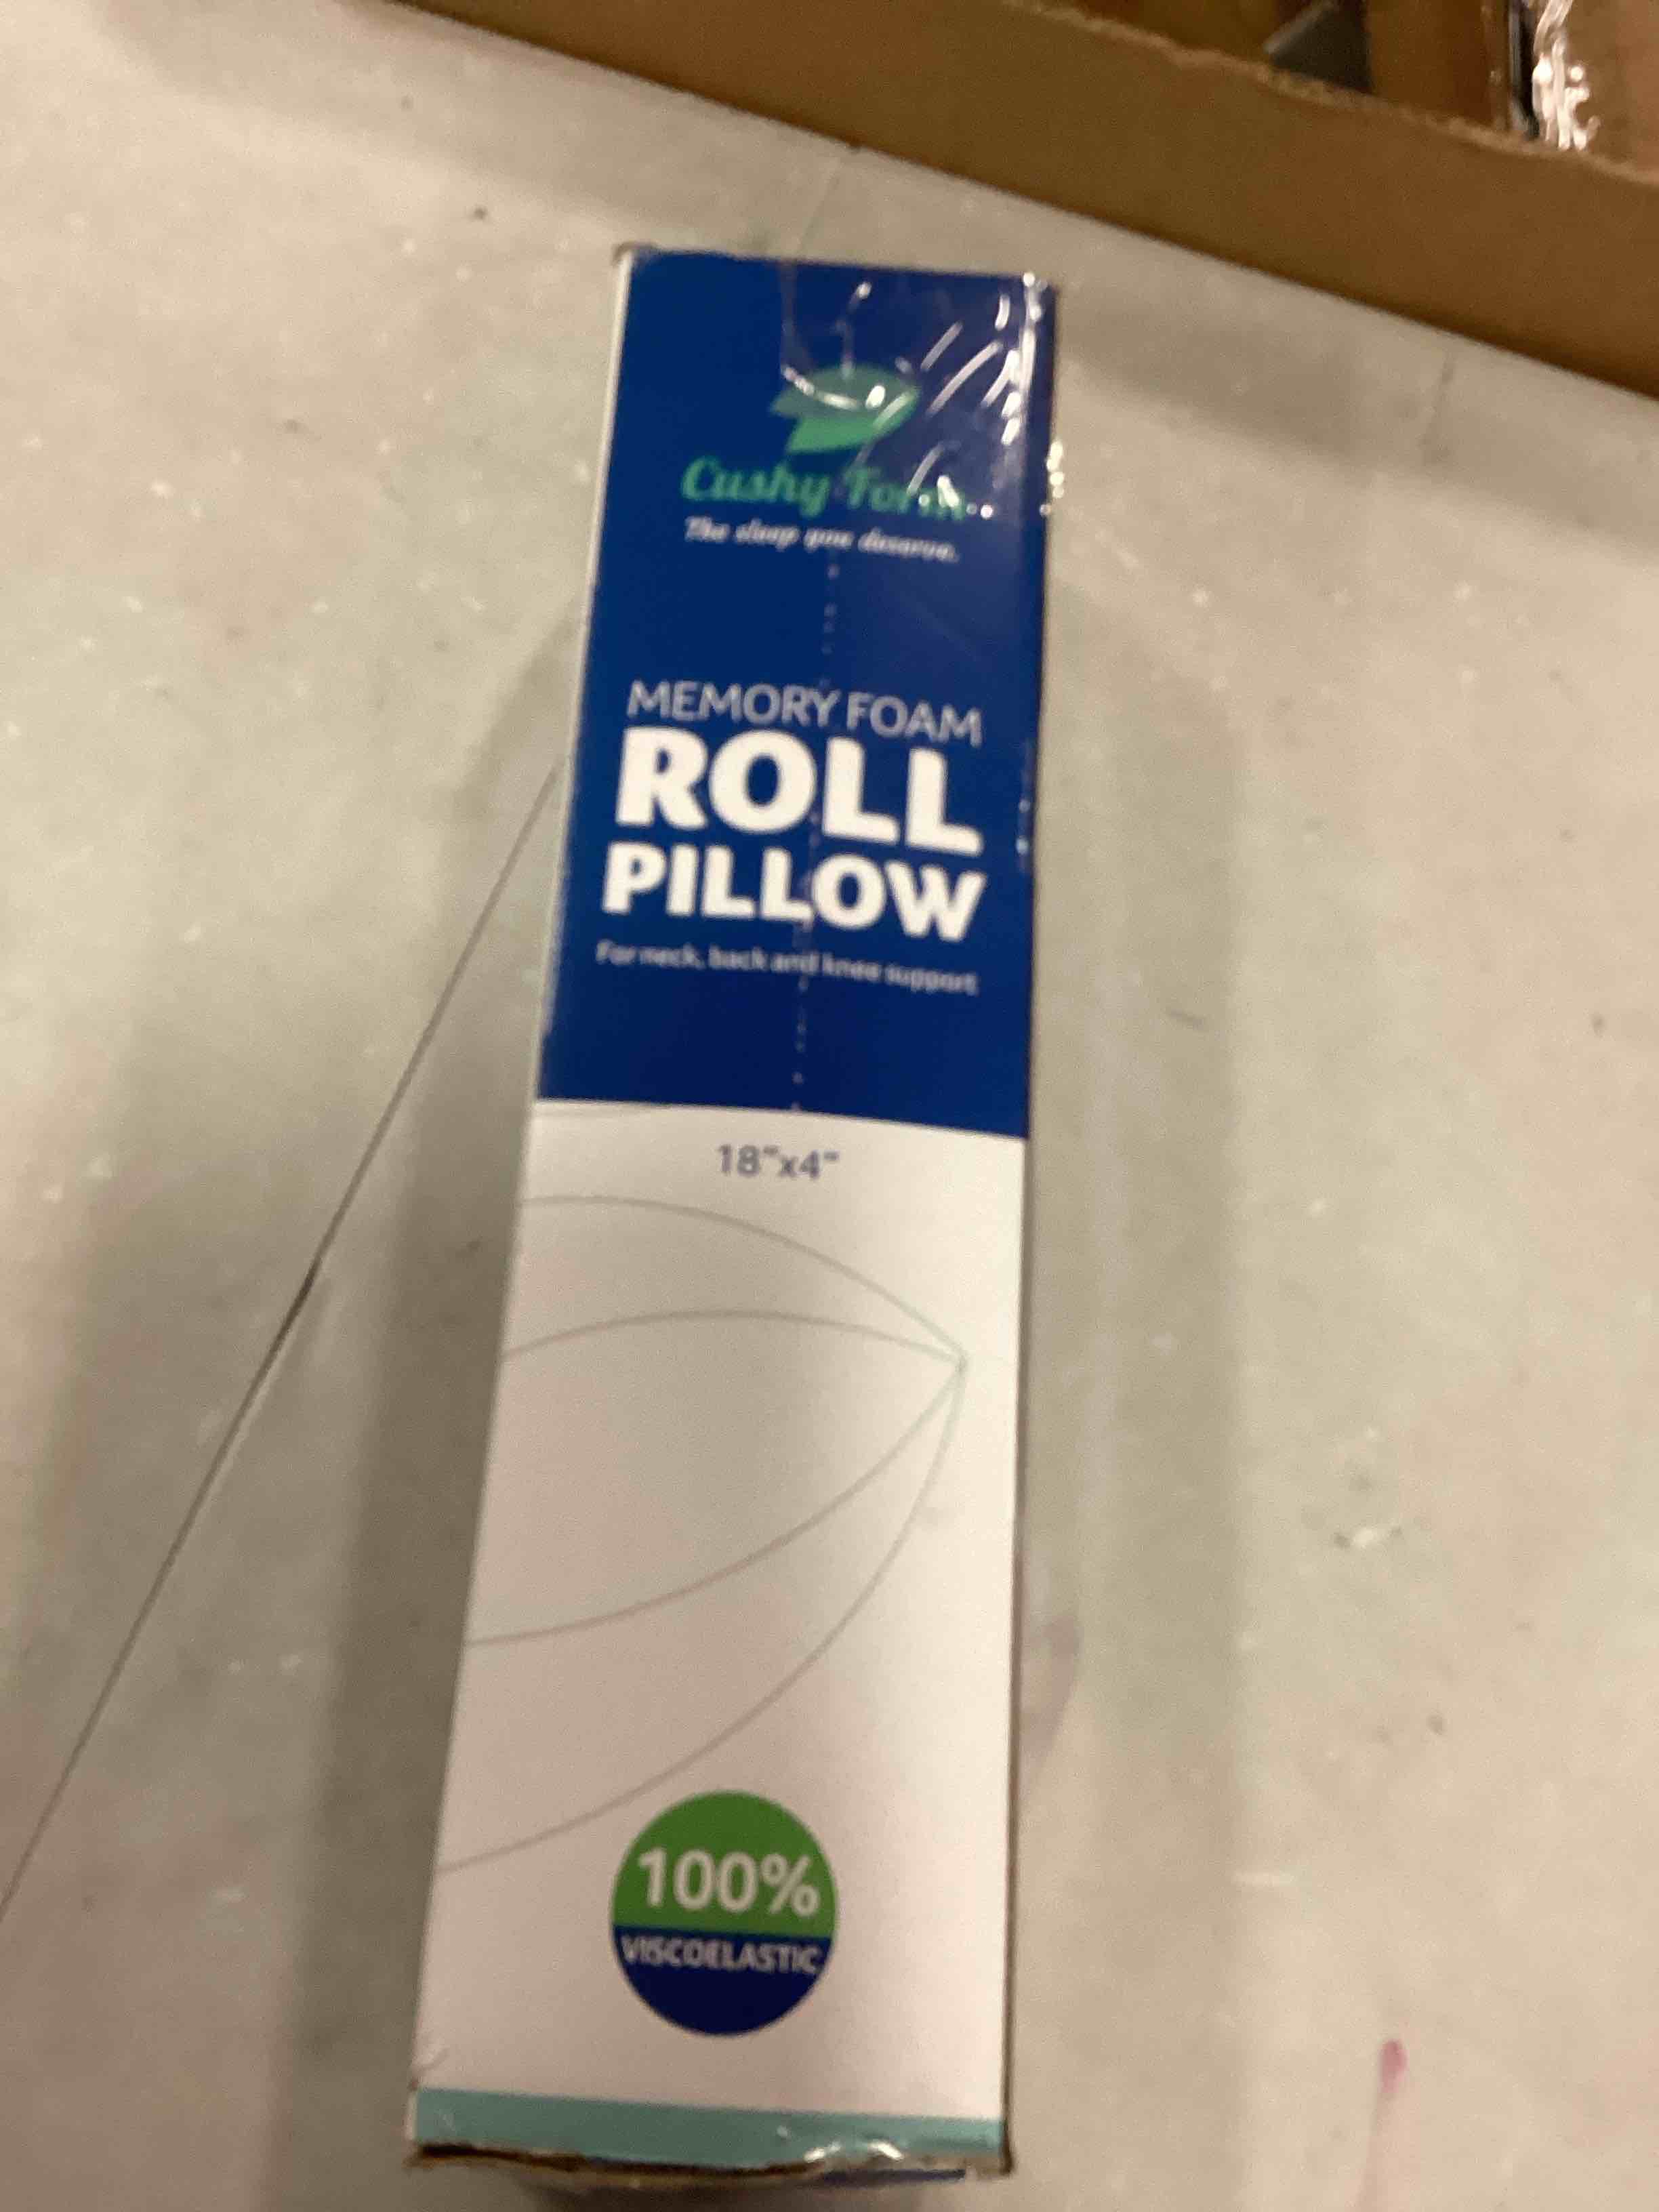 Cushy Form
The sleep you deserve.
MEMORY FOAM
ROLL
PILLOW
For neck, back and knee support
18"x4"
100%
VISCOELASTIC